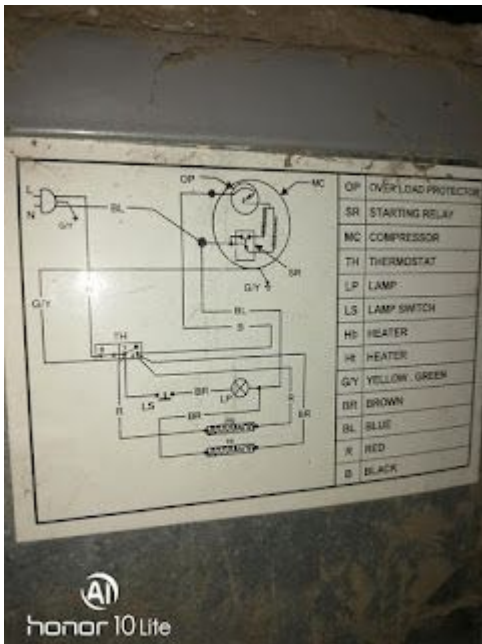 OP OVER LOAD PROTECTOR
SR STARTING RELAY
MC COMPRESSOR
TH THERMOSTAT
LP LAMP
LS LAMP SWITCH
Hb HEATER
Ht HEATER
G/Y YELLOW . GREEN
BR BROWN
BL BLUE
R RED
B BLACK
OP
MC
L
N
G/Y
BL
SR
G/Y
G/Y
BL
B
TH
R
LS
BR
LP
BR
R
BR
AI
honor 10 Lite